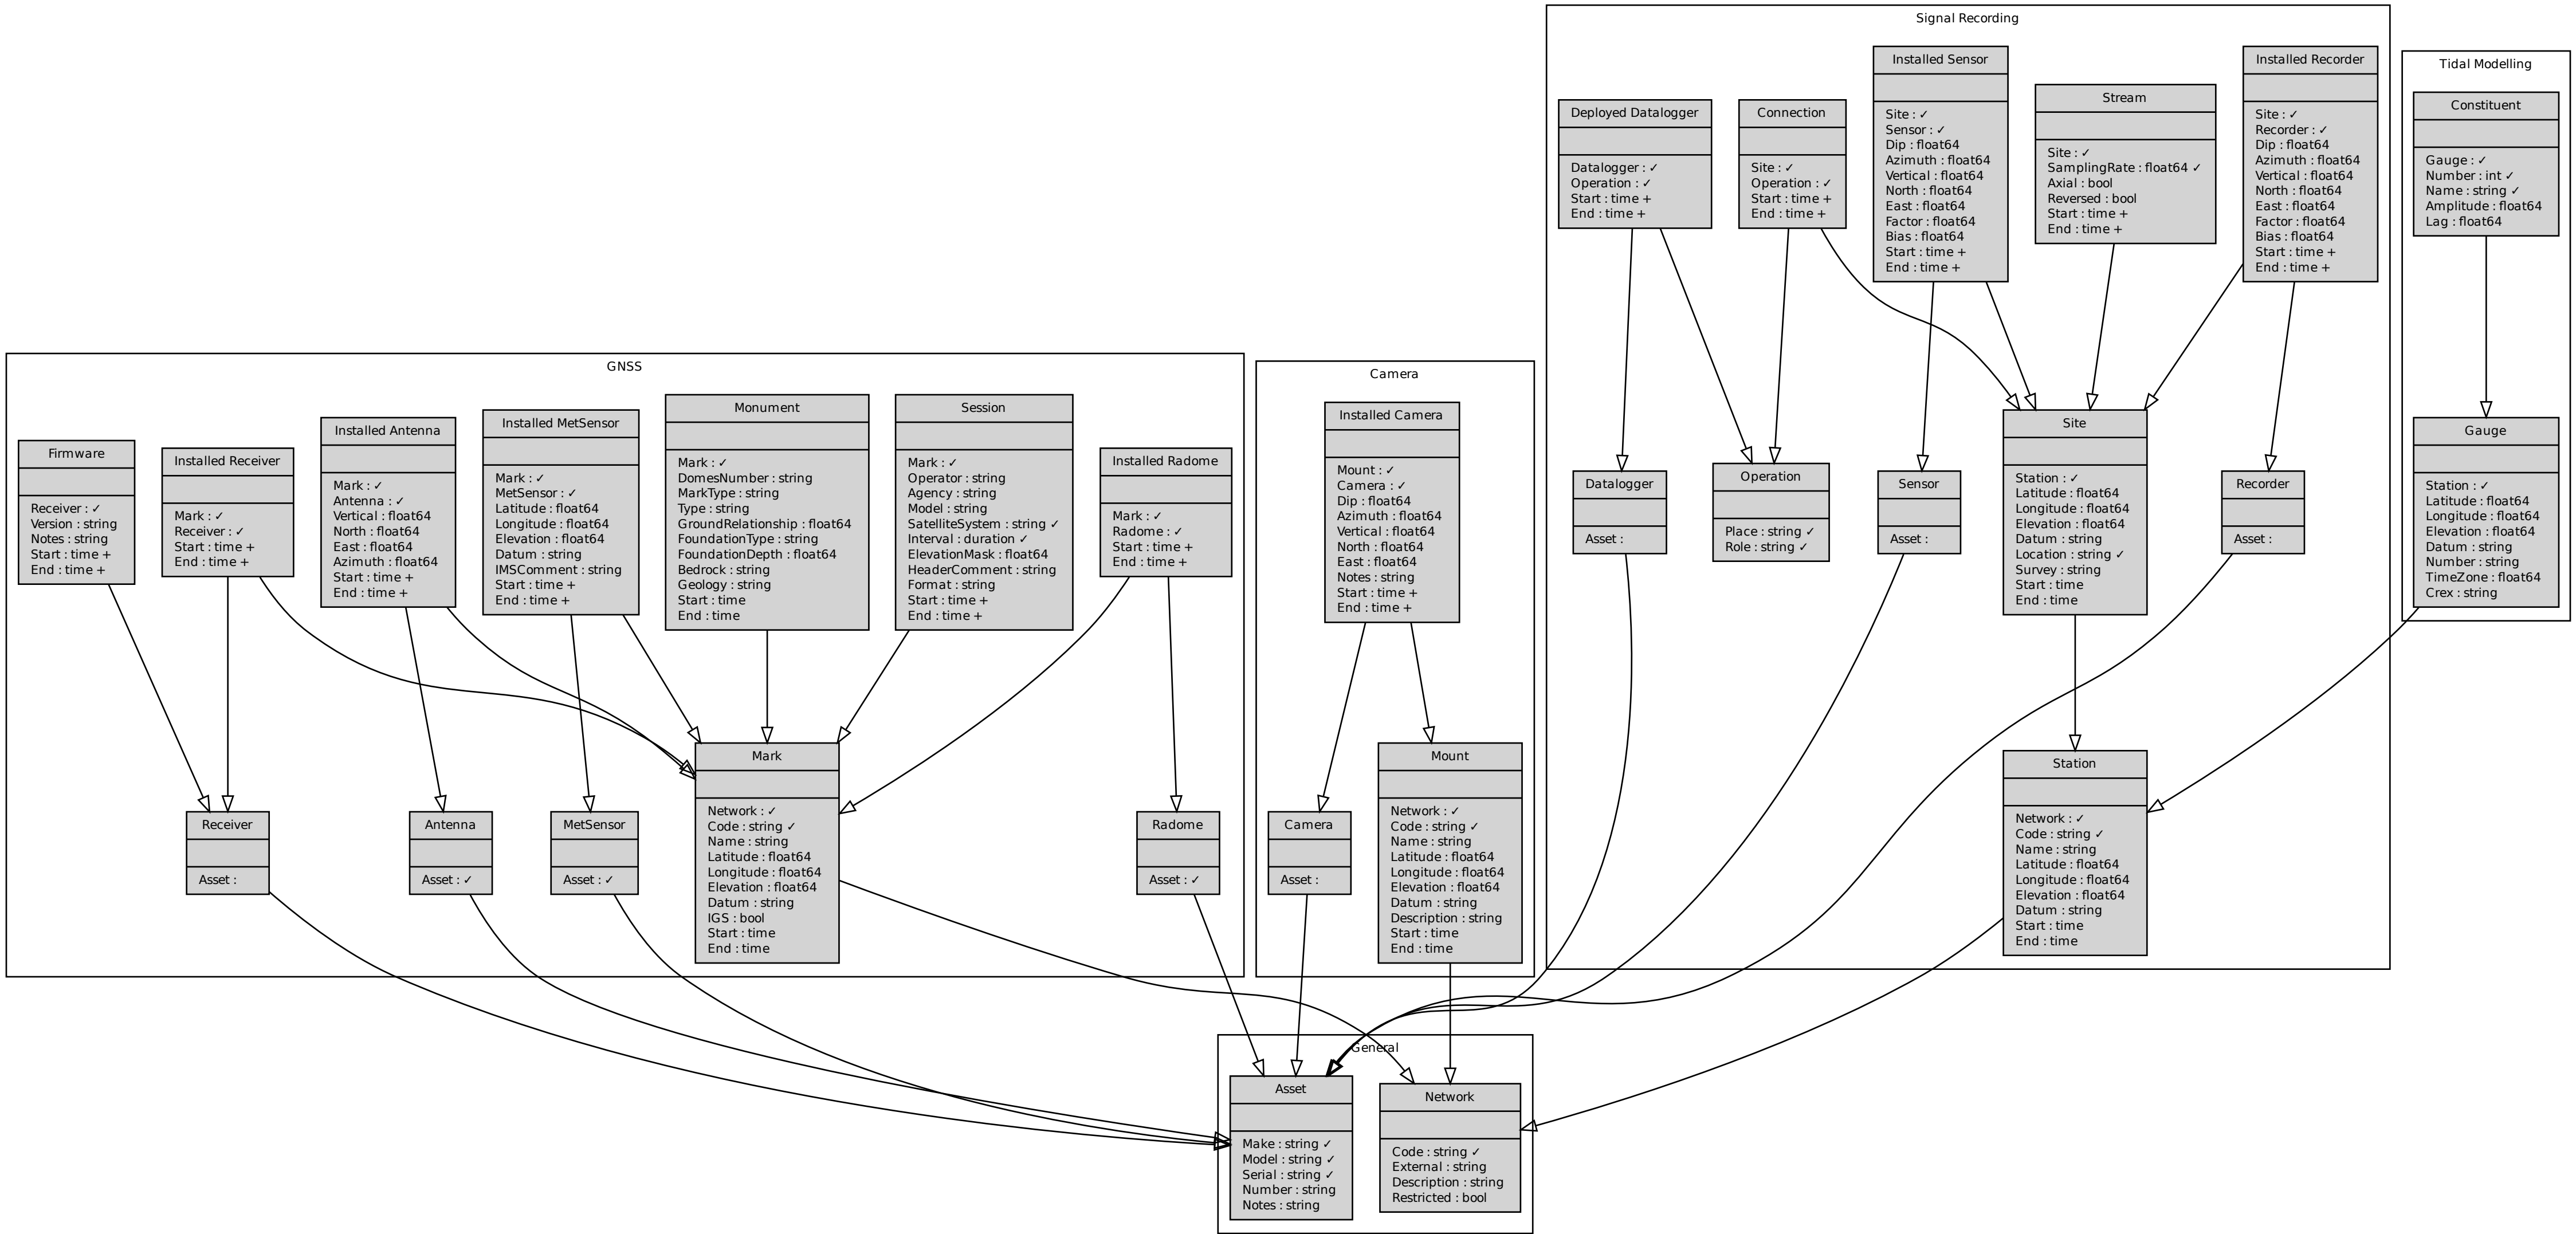 Signal Recording
Deployed Datalogger
Datalogger : ✓
Operation : ✓
Start : time +
End : time +
Connection
Site : ✓
Operation : ✓
Start : time +
End : time +
Installed Sensor
Site : ✓
Sensor : ✓
Dip : float64
Azimuth : float64
Vertical : float64
North : float64
East : float64
Factor : float64
Bias : float64
Start : time +
End : time +
Stream
Site : ✓
SamplingRate : float64 ✓
Axial : bool
Reversed : bool
Start : time +
End : time +
Installed Recorder
Site : ✓
Recorder : ✓
Dip : float64
Azimuth : float64
Vertical : float64
North : float64
East : float64
Factor : float64
Bias : float64
Start : time +
End : time +
Tidal Modelling
Constituent
Gauge : ✓
Number : int ✓
Name : string ✓
Amplitude : float64
Lag : float64
GNSS
Firmware
Receiver : ✓
Version : string
Notes : string
Start : time +
End : time +
Installed Receiver
Mark : ✓
Receiver : ✓
Start : time +
End : time +
Installed Antenna
Mark : ✓
Antenna : ✓
Vertical : float64
North : float64
East : float64
Azimuth : float64
Start : time +
End : time +
Installed MetSensor
Mark : ✓
MetSensor : ✓
Latitude : float64
Longitude : float64
Elevation : float64
Datum : string
IMSComment : string
Start : time +
End : time +
Monument
Mark : ✓
DomesNumber : string
MarkType : string
Type : string
GroundRelationship : float64
FoundationType : string
FoundationDepth : float64
Bedrock : string
Geology : string
Start : time
End : time
Session
Mark : ✓
Operator : string
Agency : string
Model : string
SatelliteSystem : string ✓
Interval : duration ✓
ElevationMask : float64
HeaderComment : string
Format : string
Start : time +
End : time +
Installed Radome
Mark : ✓
Radome : ✓
Start : time +
End : time +
Camera
Installed Camera
Mount : ✓
Camera : ✓
Dip : float64
Azimuth : float64
Vertical : float64
North : float64
East : float64
Notes : string
Start : time +
End : time +
Datalogger
Asset :
Operation
Place : string ✓
Role : string ✓
Sensor
Asset :
Site
Station : ✓
Latitude : float64
Longitude : float64
Elevation : float64
Datum : string
Location : string ✓
Survey : string
Start : time
End : time
Recorder
Asset :
Gauge
Station : ✓
Latitude : float64
Longitude : float64
Elevation : float64
Datum : string
Number : string
TimeZone : float64
Crex : string
Receiver
Asset :
Antenna
Asset : ✓
MetSensor
Asset : ✓
Mark
Network : ✓
Code : string ✓
Name : string
Latitude : float64
Longitude : float64
Elevation : float64
Datum : string
IGS : bool
Start : time
End : time
Radome
Asset : ✓
Camera
Asset :
Mount
Network : ✓
Code : string ✓
Name : string
Latitude : float64
Longitude : float64
Elevation : float64
Datum : string
Description : string
Start : time
End : time
Station
Network : ✓
Code : string ✓
Name : string
Latitude : float64
Longitude : float64
Elevation : float64
Datum : string
Start : time
End : time
General
Asset
Make : string ✓
Model : string ✓
Serial : string ✓
Number : string
Notes : string
Network
Code : string ✓
External : string
Description : string
Restricted : bool